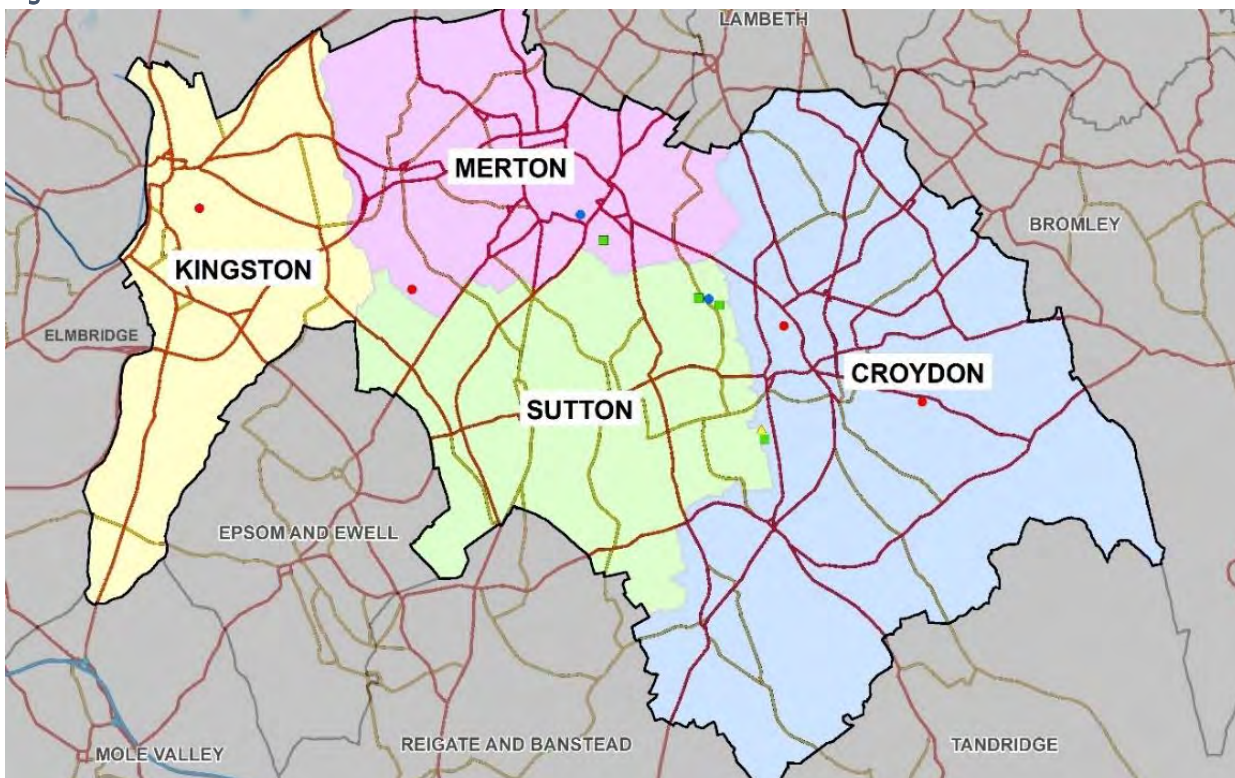 LAMBETH
MERTON
BROMLEY
KINGSTON
ELMBRIDGE
CROYDON
SUTTON
EPSOM AND EWELL
REIGATE AND BANSTEAD
TANDRIDGE
MOLE VALLEY